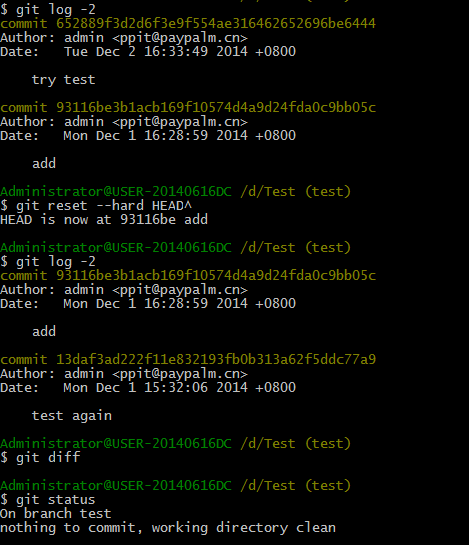 $ git log -2
commit 652889f3d2d6f3e9f554ae316462652696be6444
Author: admin <ppit@paypalm.cn>
Date:   Tue Dec 2 16:33:49 2014 +0800
try test
commit 93116be3b1acb169f10574d4a9d24fda0c9bb05c
Author: admin <ppit@paypalm.cn>
Date:   Mon Dec 1 16:28:59 2014 +0800
add
Administrator@USER-20140616DC /d/Test (test)
$ git reset --hard HEAD^
HEAD is now at 93116be add
Administrator@USER-20140616DC /d/Test (test)
$ git log -2
commit 93116be3b1acb169f10574d4a9d24fda0c9bb05c
Author: admin <ppit@paypalm.cn>
Date:   Mon Dec 1 16:28:59 2014 +0800
add
commit 13daf3ad222f11e832193fb0b313a62f5ddc77a9
Author: admin <ppit@paypalm.cn>
Date:   Mon Dec 1 15:32:06 2014 +0800
test again
Administrator@USER-20140616DC /d/Test (test)
$ git diff
Administrator@USER-20140616DC /d/Test (test)
$ git status
On branch test
nothing to commit, working directory clean